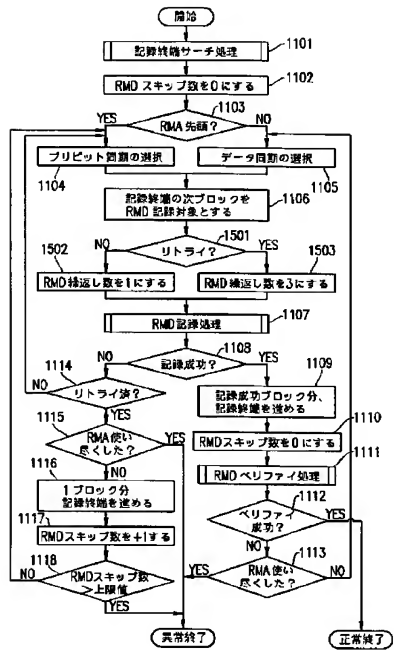 開始
記録終端サーチ処理
1101
RMDスキップ数を0にする
1102
1103
YES
RMA先頭?
NO
プリピット同期の選択
1104
データ同期の選択
1105
記録終端の次ブロックを
RMD記録対象とする
1106
1501
1502
NO
リトライ?
YES
1503
RMD繰返し数を1にする
RMD繰返し数を3にする
RMD記録処理
1107
NO
1108
記録成功?
YES
1114
NO
リトライ済?
YES
1109
記録成功ブロック分、
記録終端を進める
1115
RMA使い
尽くした?
YES
NO
1110
RMDスキップ数を0にする
1111
RMDベリファイ処理
1116
1ブロック分
記録終端を進める
1112
ベリファイ
成功?
YES
NO
1117
RMDスキップ数を+1する
1113
YES
RMA使い
尽くした?
NO
1118
NO
RMDスキップ数
>上限値
YES
異常終了
正常終了